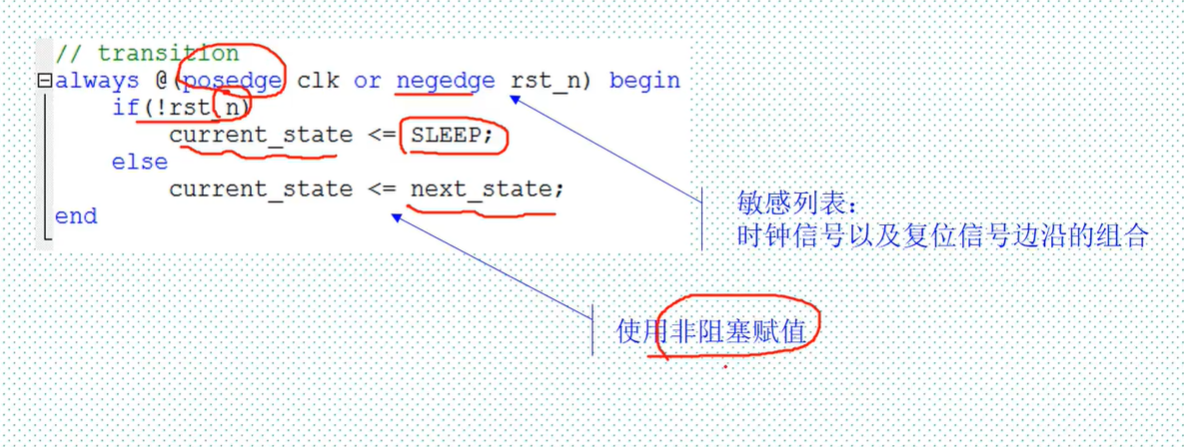 // transition
always @(posedge clk or negedge rst_n) begin
if(!rst_n)
current_state <= SLEEP;
else
current_state <= next_state;
end
敏感列表:
时钟信号以及复位信号边沿的组合
使用非阻塞赋值